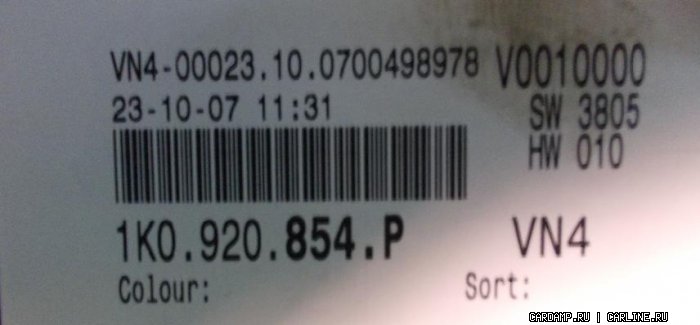 VN4-00023.10.0700498978 V0010000
23-10-07 11:31 SW 3805
HW 010
1K0.920.854.P VN4
Colour: Sort:
CARDAMP.RU | CARLINE.RU